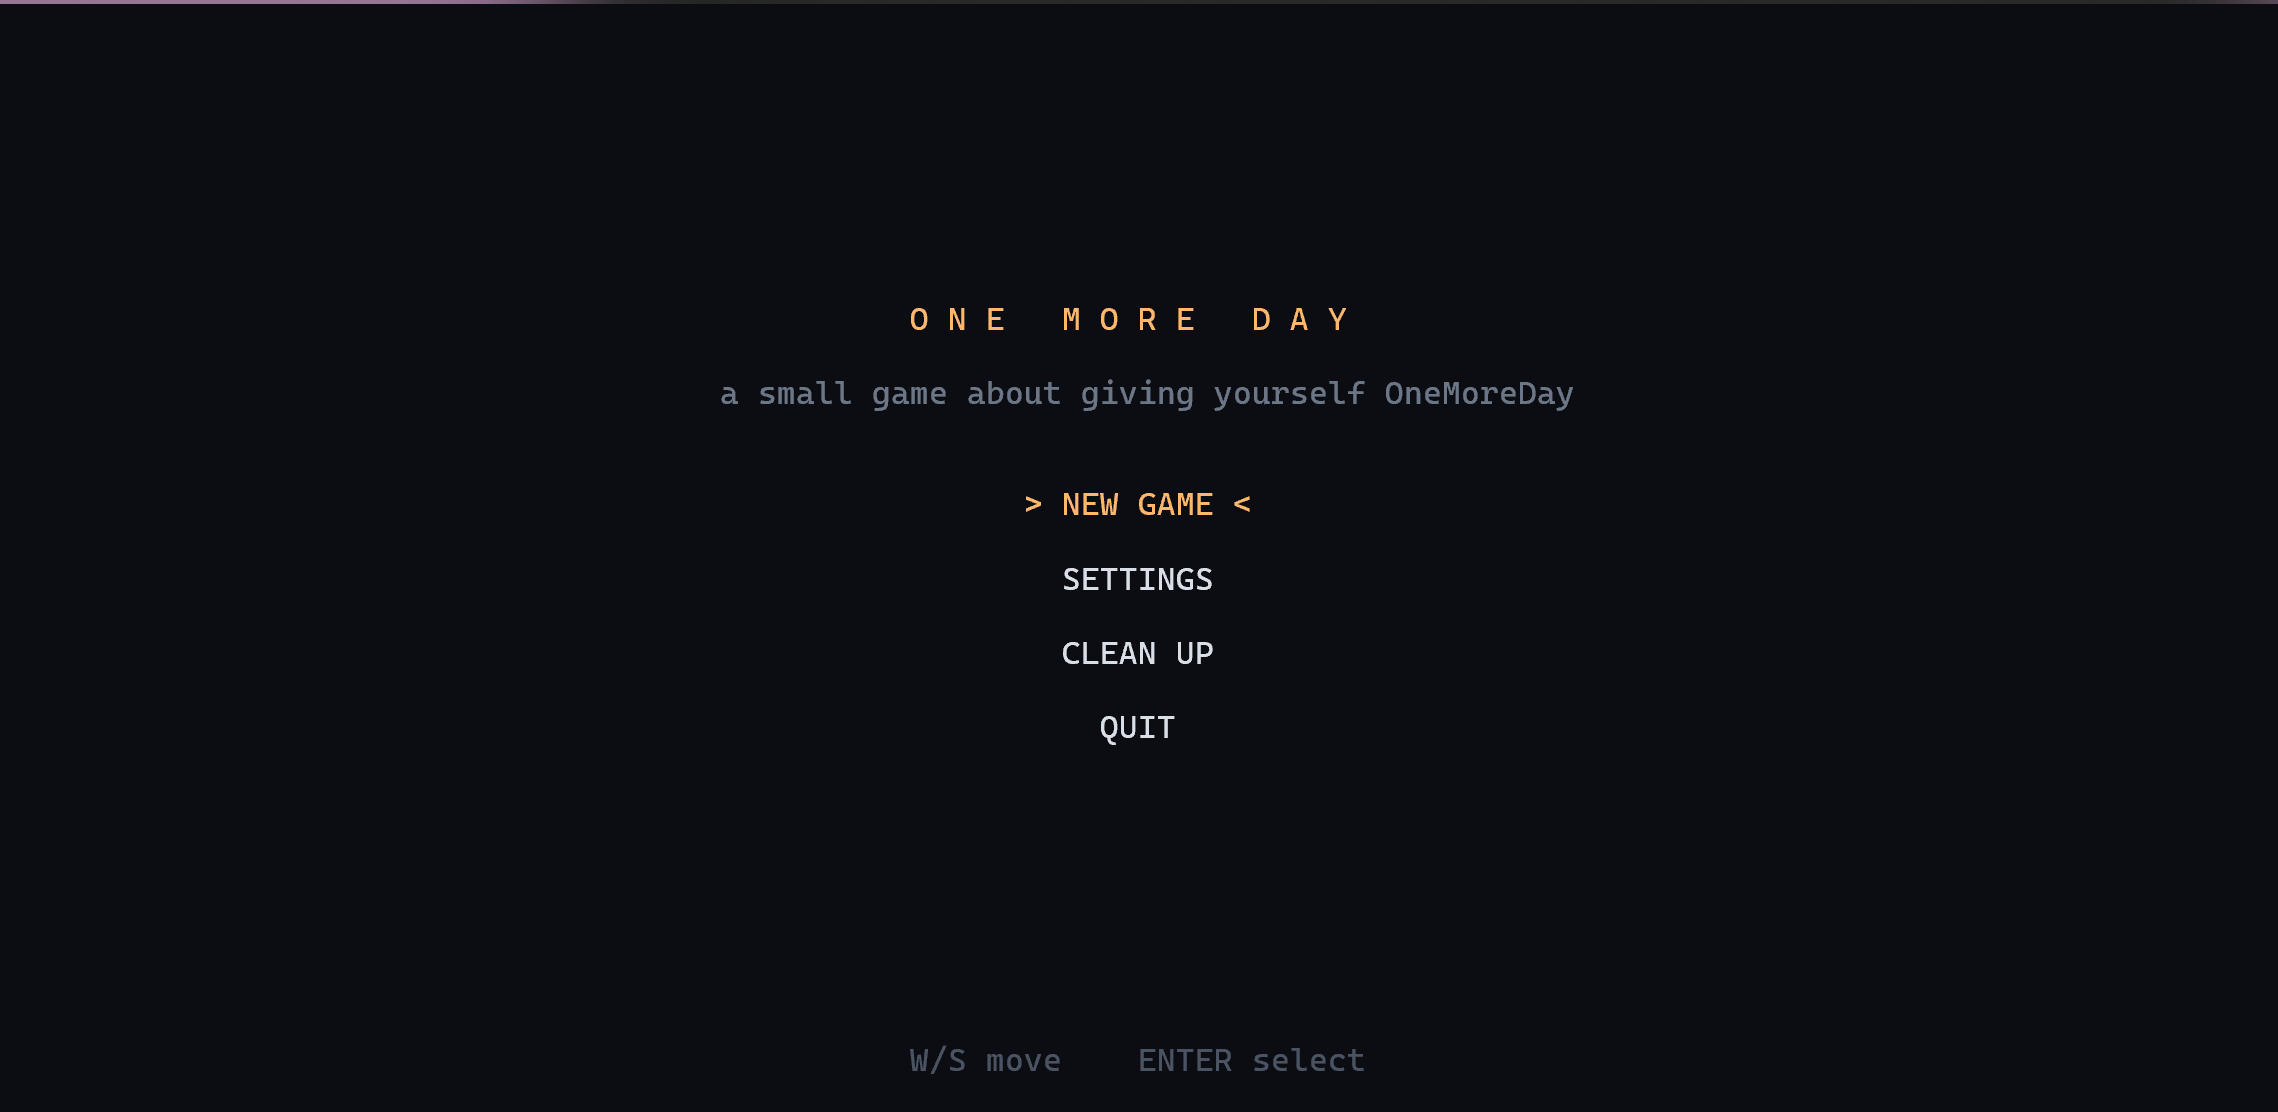 O N E   M O R E   D A Y
a small game about giving yourself OneMoreDay
> NEW GAME <
SETTINGS
CLEAN UP
QUIT
W/S move    ENTER select